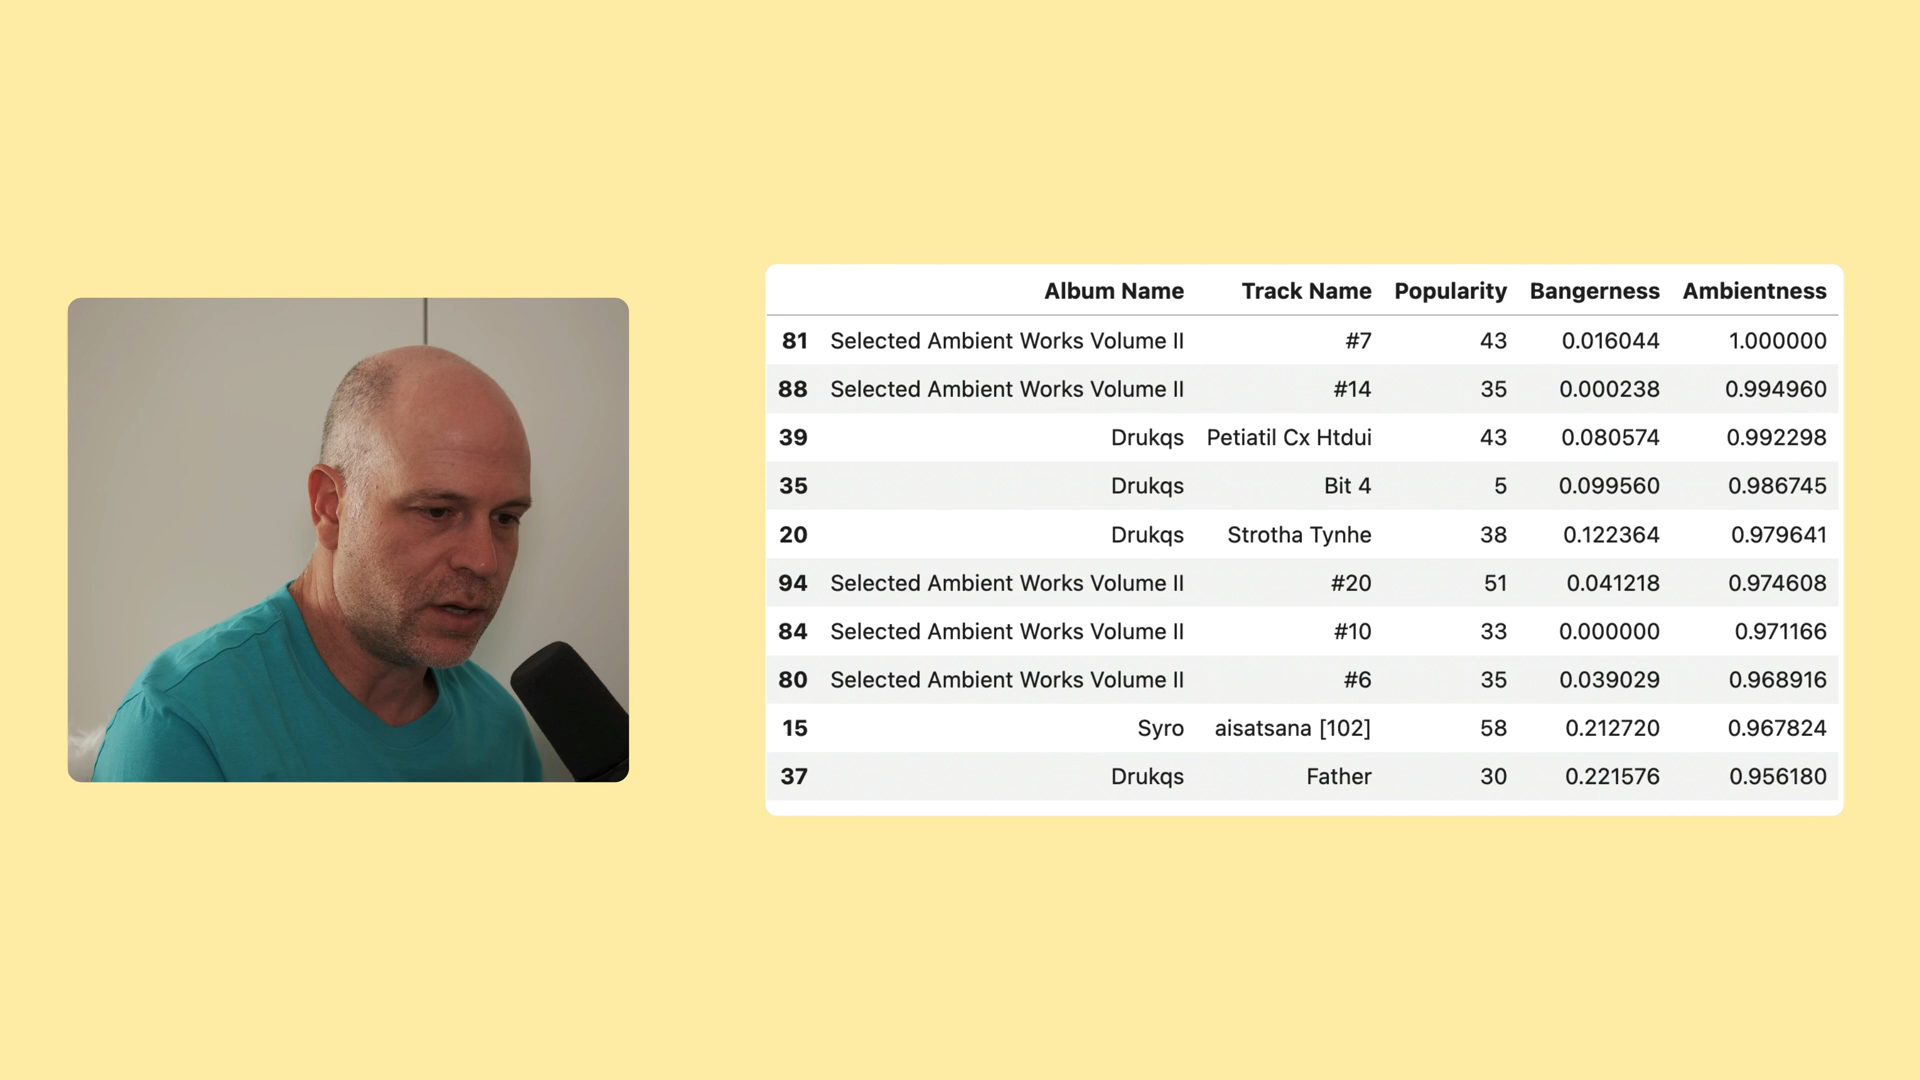 Album Name Track Name Popularity Bangerness Ambientness
81 Selected Ambient Works Volume II #7 43 0.016044 1.000000
88 Selected Ambient Works Volume II #14 35 0.000238 0.994960
39 Drukqs Petiatil Cx Htdui 43 0.080574 0.992298
35 Drukqs Bit 4 5 0.099560 0.986745
20 Drukqs Strotha Tynhe 38 0.122364 0.979641
94 Selected Ambient Works Volume II #20 51 0.041218 0.974608
84 Selected Ambient Works Volume II #10 33 0.000000 0.971166
80 Selected Ambient Works Volume II #6 35 0.039029 0.968916
15 Syro aisatsana [102] 58 0.212720 0.967824
37 Drukqs Father 30 0.221576 0.956180